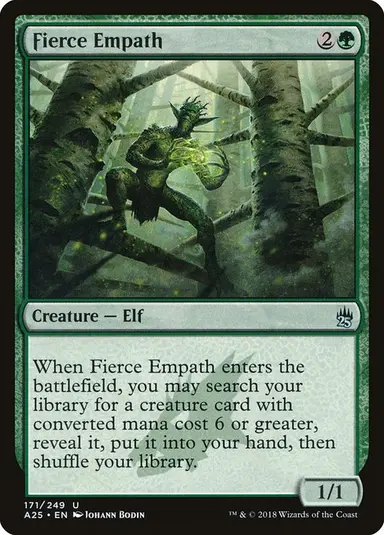 Fierce Empath 2
Creature — Elf
25
When Fierce Empath enters the
battlefield, you may search your
library for a creature card with
converted mana cost 6 or greater,
reveal it, put it into your hand, then
shuffle your library.
1/1
171/249 U
A25 • EN Johann Bodin
™ & © 2018 Wizards of the Coast